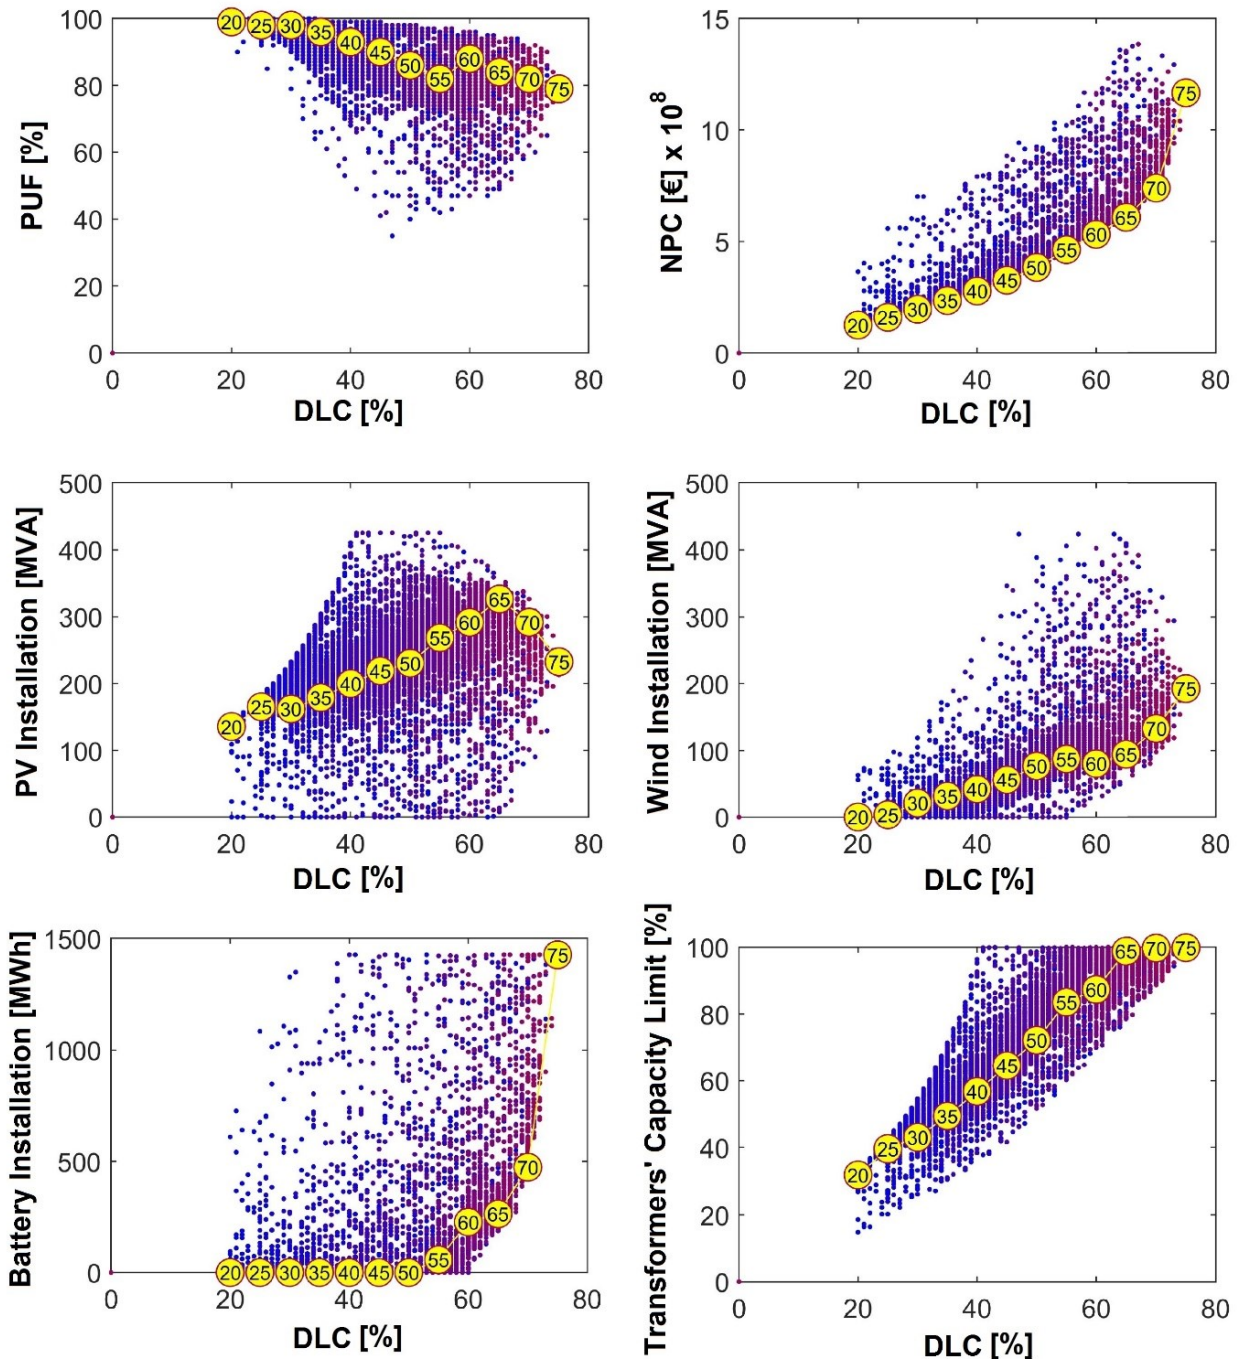 PUF [%]
100
80
60
40
20
0
20 25 30 35 40 45 50 55 60 65 70 75
0 20 40 60 80
DLC [%]
NPC [€] x 10⁸
15
10
5
0
20 25 30 35 40 45 50 55 60 65 70 75
0 20 40 60 80
DLC [%]
PV Installation [MVA]
500
400
300
200
100
0
20 25 30 35 40 45 50 55 60 65 70 75
0 20 40 60 80
DLC [%]
Wind Installation [MVA]
500
400
300
200
100
0
20 25 30 35 40 45 50 55 60 65 70 75
0 20 40 60 80
DLC [%]
Battery Installation [MWh]
1500
1000
500
0
20 25 30 35 40 45 50 55 60 65 70 75
0 20 40 60 80
DLC [%]
Transformers' Capacity Limit [%]
100
80
60
40
20
0
20 25 30 35 40 45 50 55 60 65 70 75
0 20 40 60 80
DLC [%]